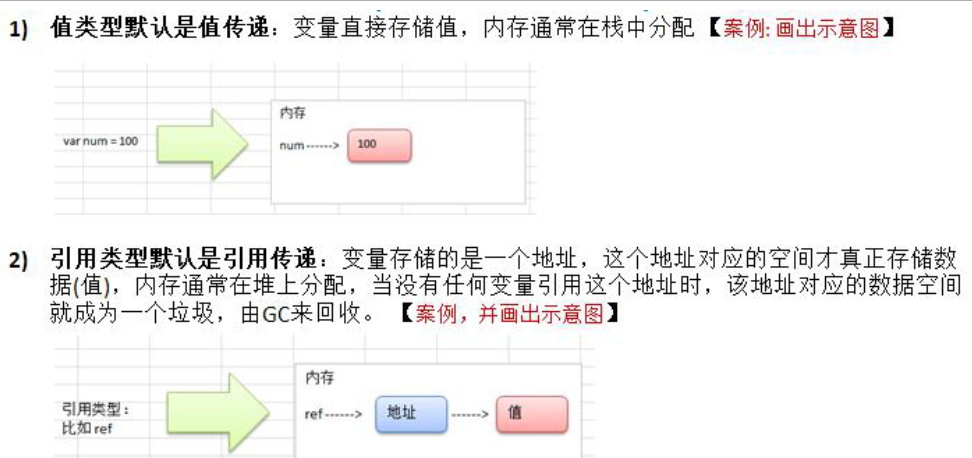 1) 值类型默认是值传递：变量直接存储值，内存通常在栈中分配【案例: 画出示意图】
内存
var num = 100
num------>
100
2) 引用类型默认是引用传递：变量存储的是一个地址，这个地址对应的空间才真正存储数
据(值)，内存通常在堆上分配，当没有任何变量引用这个地址时，该地址对应的数据空间
就成为一个垃圾，由GC来回收。【案例，并画出示意图】
内存
引用类型：
比如 ref
ref------>
地址
------>
值